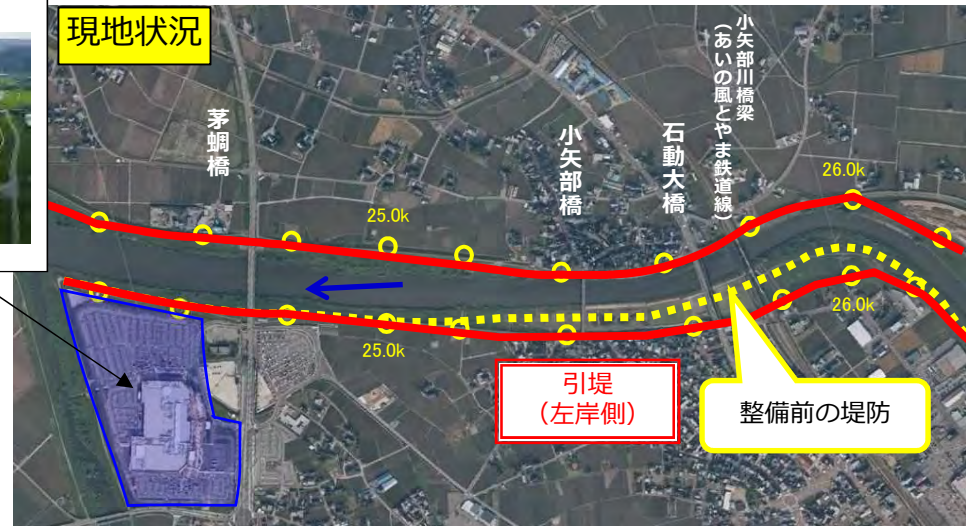 現地状況
茅蜩橋
小矢部橋
石動大橋
小矢部川橋梁
（あいの風とやま鉄道線）
26.0k
25.0k
25.0k
26.0k
引堤
（左岸側）
整備前の堤防